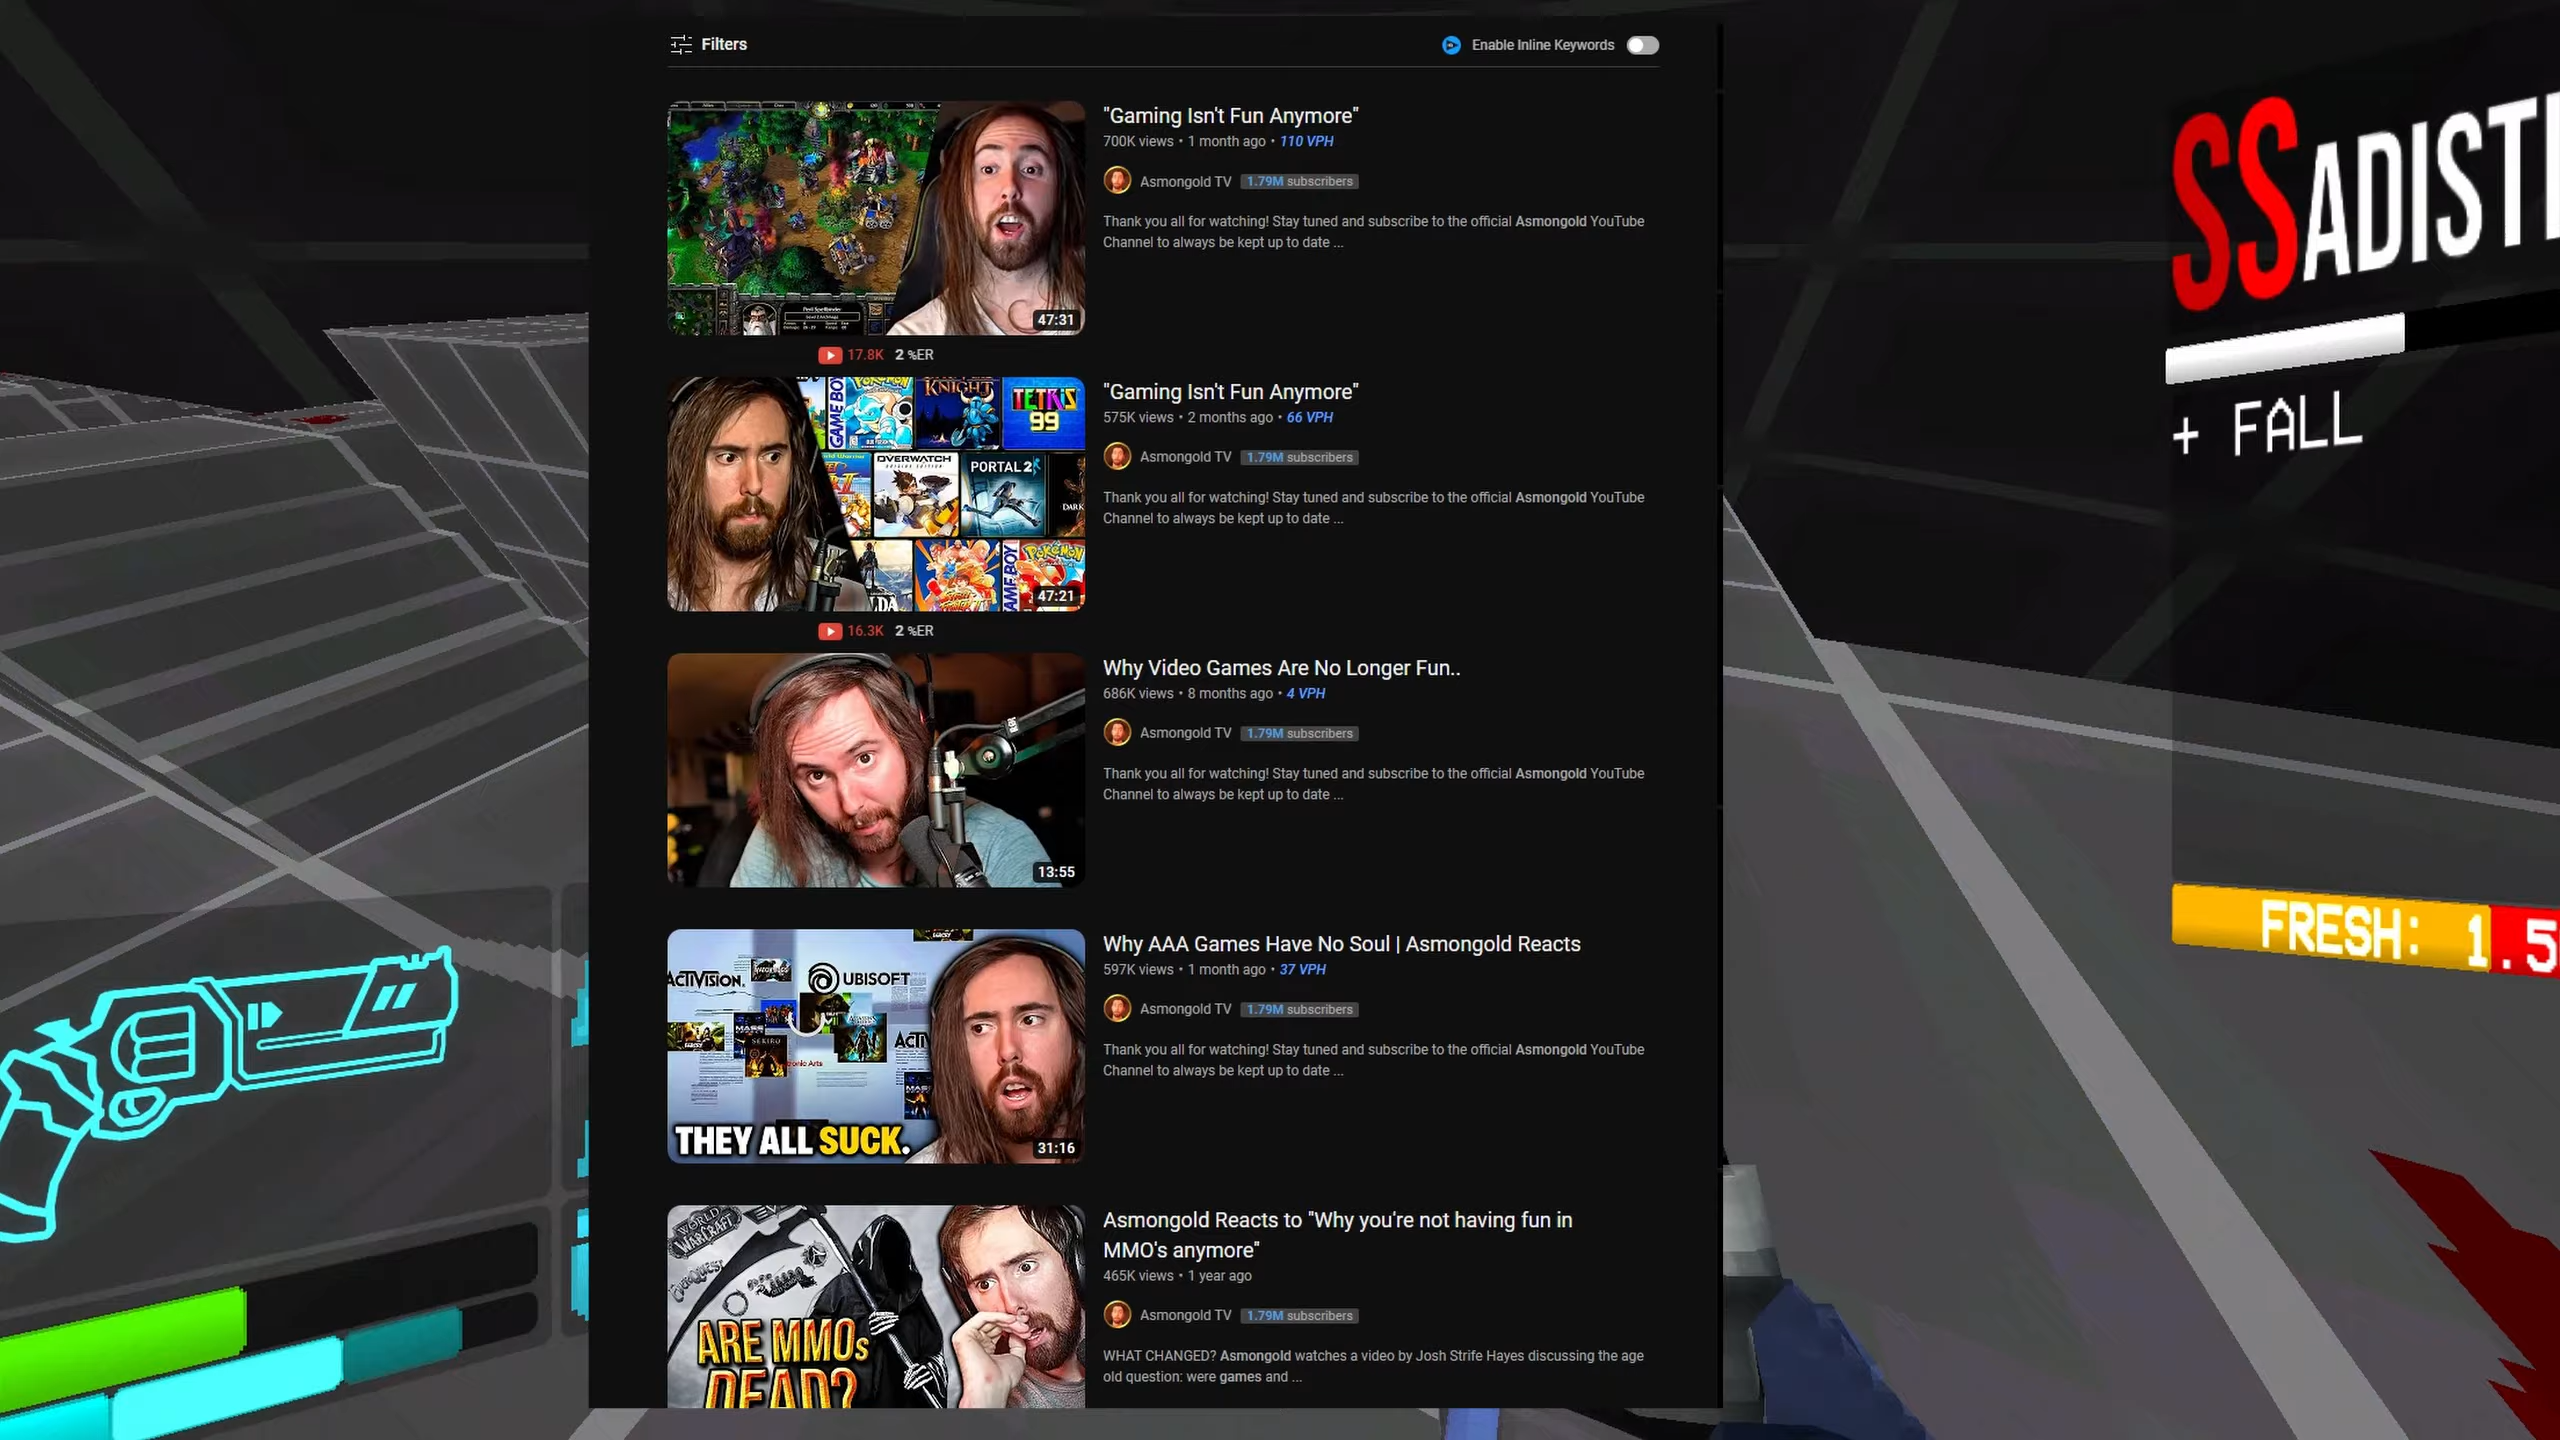 Filters
Enable Inline Keywords
"Gaming Isn't Fun Anymore"
700K views • 1 month ago • 110 VPH
Asmongold TV 1.79M subscribers
Thank you all for watching! Stay tuned and subscribe to the official Asmongold YouTube
Channel to always be kept up to date ...
47:31
17.8K 2 %ER
"Gaming Isn't Fun Anymore"
575K views • 2 months ago • 66 VPH
Asmongold TV 1.79M subscribers
Thank you all for watching! Stay tuned and subscribe to the official Asmongold YouTube
Channel to always be kept up to date ...
GAME BOY
KNIGHT
TETRIS
99
OVERWATCH
PORTAL 2
DARK
POKéMON
47:21
16.3K 2 %ER
Why Video Games Are No Longer Fun..
686K views • 8 months ago • 4 VPH
Asmongold TV 1.79M subscribers
Thank you all for watching! Stay tuned and subscribe to the official Asmongold YouTube
Channel to always be kept up to date ...
13:55
Why AAA Games Have No Soul | Asmongold Reacts
597K views • 1 month ago • 37 VPH
Asmongold TV 1.79M subscribers
Thank you all for watching! Stay tuned and subscribe to the official Asmongold YouTube
Channel to always be kept up to date ...
ACTIVISION.
UBISOFT
SEKIRO
THEY ALL SUCK.
31:16
Asmongold Reacts to "Why you're not having fun in
MMO's anymore"
465K views • 1 year ago
Asmongold TV 1.79M subscribers
WHAT CHANGED? Asmongold watches a video by Josh Strife Hayes discussing the age
old question: were games and ...
WORLD
WARCRAFT
ARE MMOs
DEAD?
SSADISTI
+ FALL
FRESH: 1.5